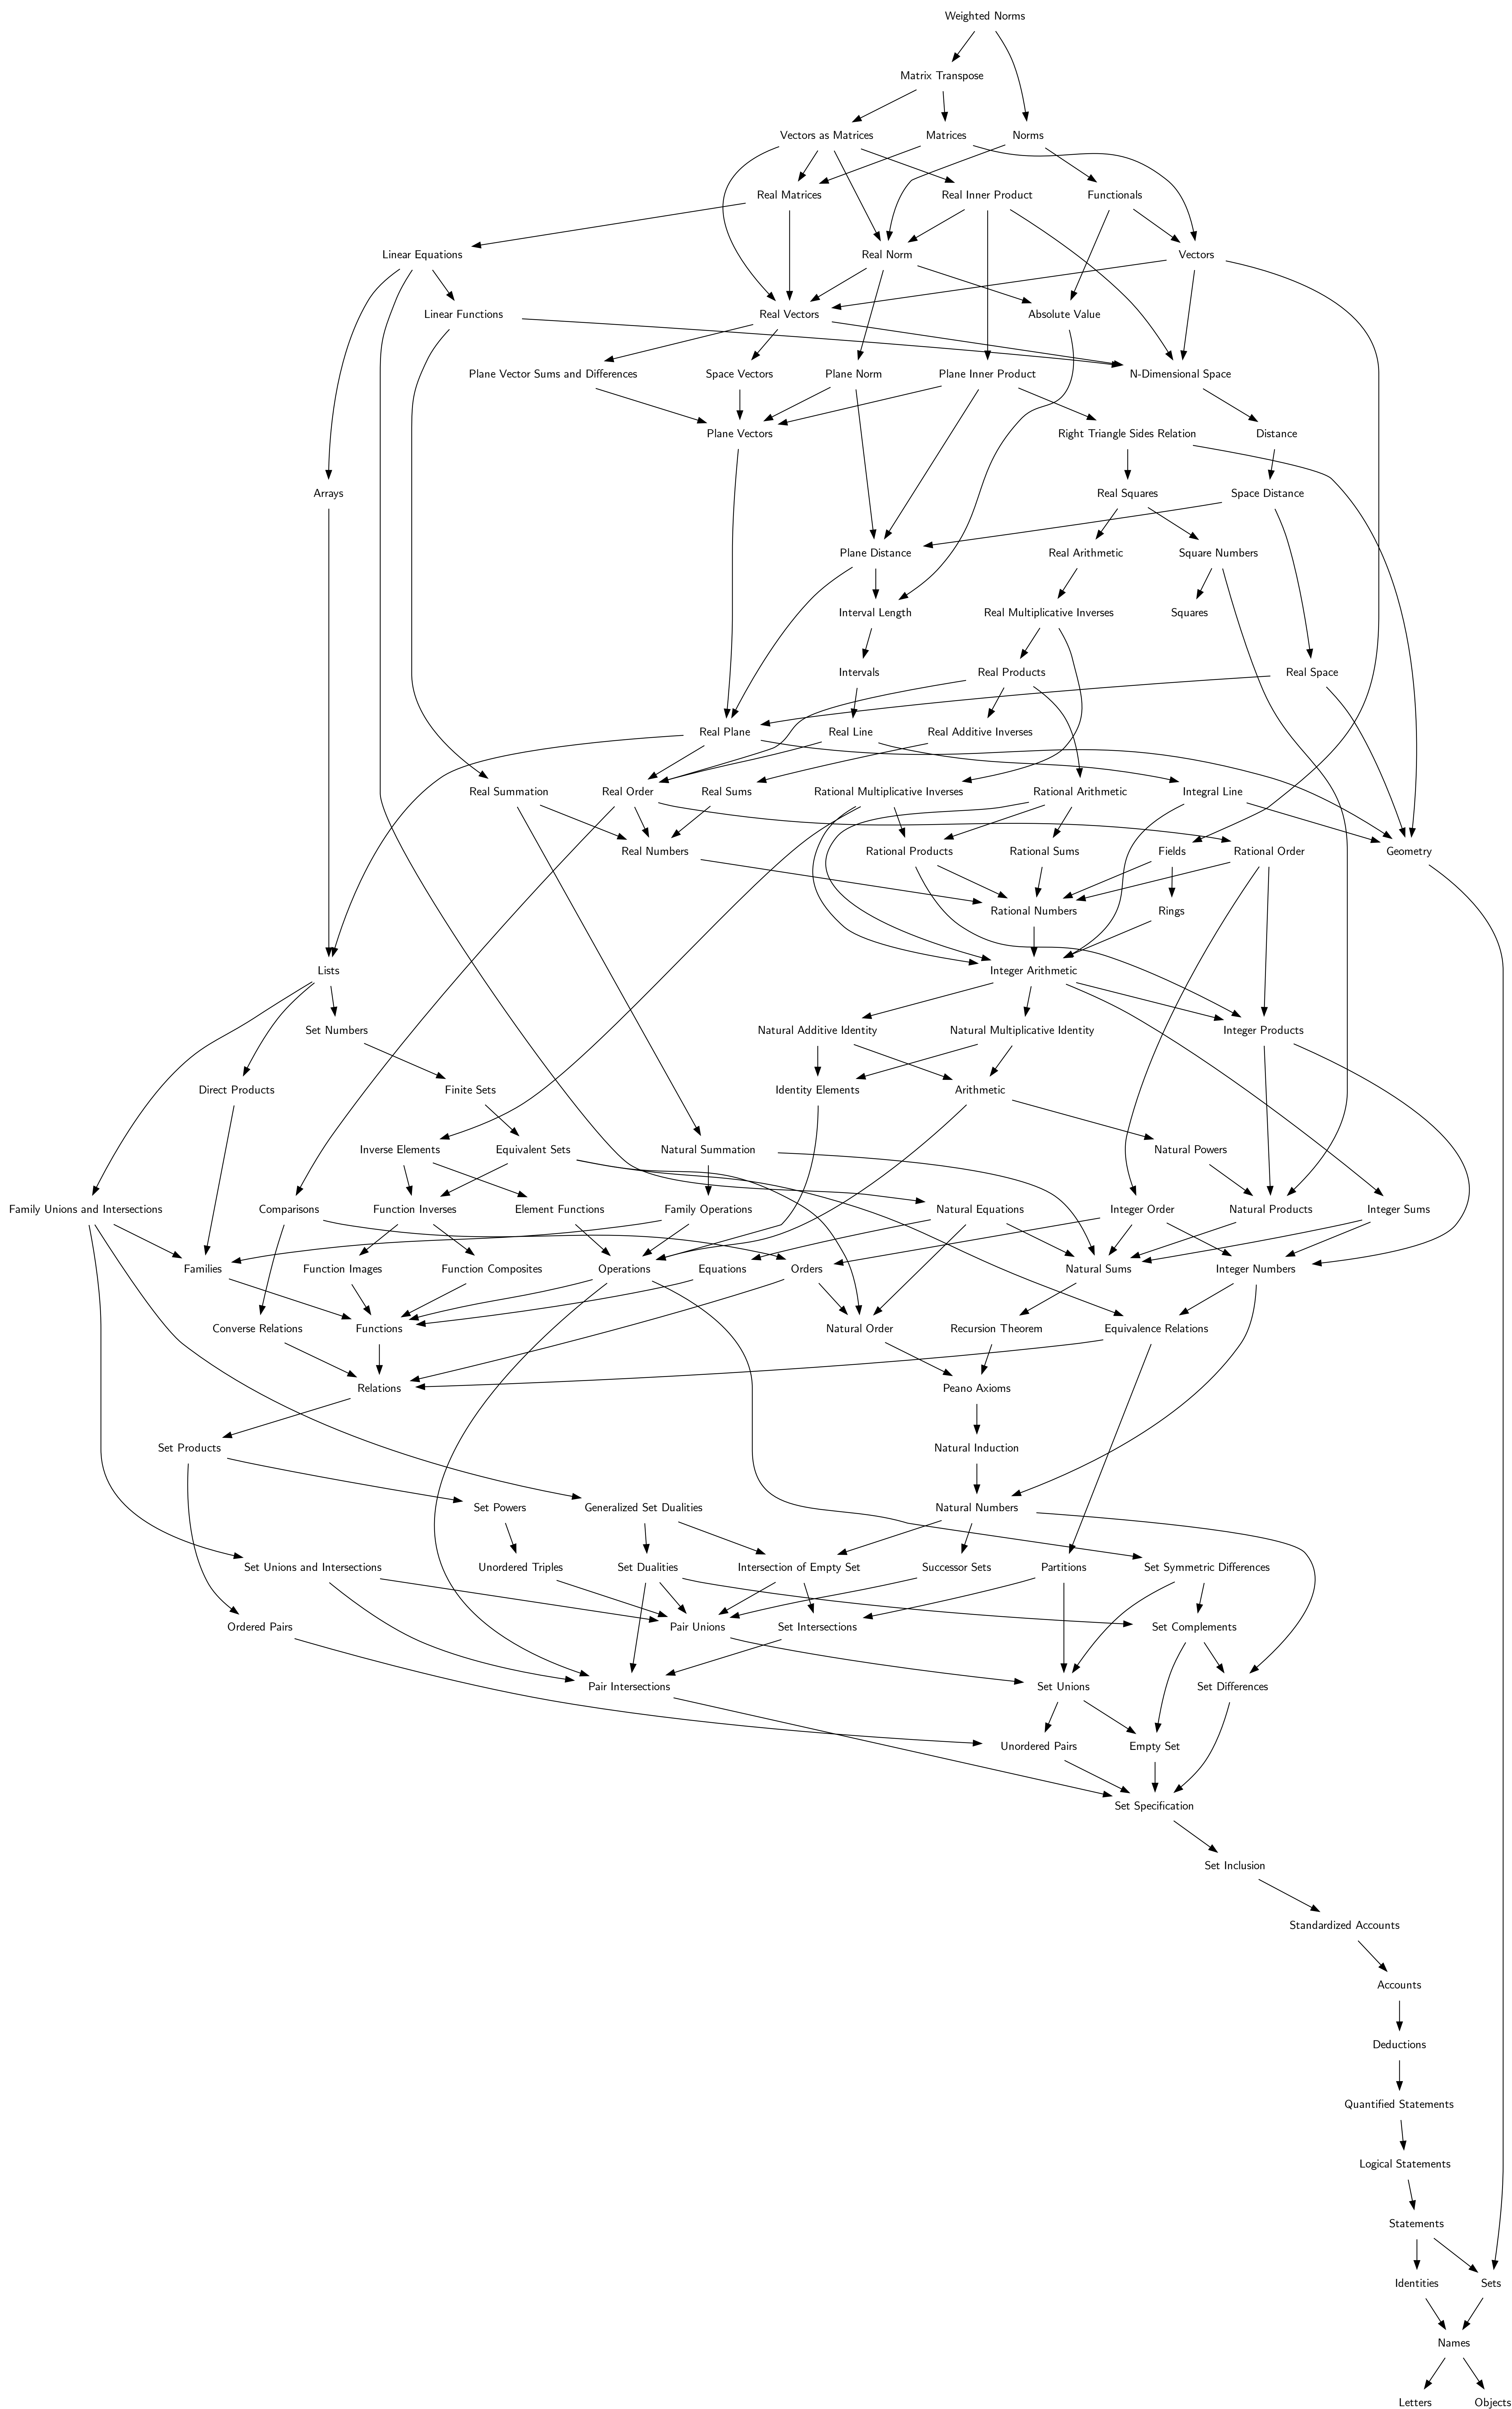 Weighted Norms
Matrix Transpose
Vectors as Matrices
Matrices
Norms
Real Matrices
Real Inner Product
Functionals
Linear Equations
Real Norm
Vectors
Linear Functions
Real Vectors
Absolute Value
Plane Vector Sums and Differences
Space Vectors
Plane Norm
Plane Inner Product
N-Dimensional Space
Plane Vectors
Right Triangle Sides Relation
Distance
Arrays
Real Squares
Space Distance
Plane Distance
Real Arithmetic
Square Numbers
Interval Length
Real Multiplicative Inverses
Squares
Intervals
Real Products
Real Space
Real Plane
Real Line
Real Additive Inverses
Real Summation
Real Order
Real Sums
Rational Multiplicative Inverses
Rational Arithmetic
Integral Line
Real Numbers
Rational Products
Rational Sums
Fields
Rational Order
Geometry
Rational Numbers
Rings
Lists
Integer Arithmetic
Set Numbers
Natural Additive Identity
Natural Multiplicative Identity
Integer Products
Direct Products
Finite Sets
Identity Elements
Arithmetic
Inverse Elements
Equivalent Sets
Natural Summation
Natural Powers
Family Unions and Intersections
Comparisons
Function Inverses
Element Functions
Family Operations
Natural Equations
Integer Order
Natural Products
Integer Sums
Families
Function Images
Function Composites
Operations
Equations
Orders
Natural Sums
Integer Numbers
Converse Relations
Functions
Natural Order
Recursion Theorem
Equivalence Relations
Relations
Peano Axioms
Set Products
Natural Induction
Set Powers
Generalized Set Dualities
Natural Numbers
Set Unions and Intersections
Unordered Triples
Set Dualities
Intersection of Empty Set
Successor Sets
Partitions
Set Symmetric Differences
Ordered Pairs
Pair Unions
Set Intersections
Set Complements
Pair Intersections
Set Unions
Set Differences
Unordered Pairs
Empty Set
Set Specification
Set Inclusion
Standardized Accounts
Accounts
Deductions
Quantified Statements
Logical Statements
Statements
Identities
Sets
Names
Letters
Objects